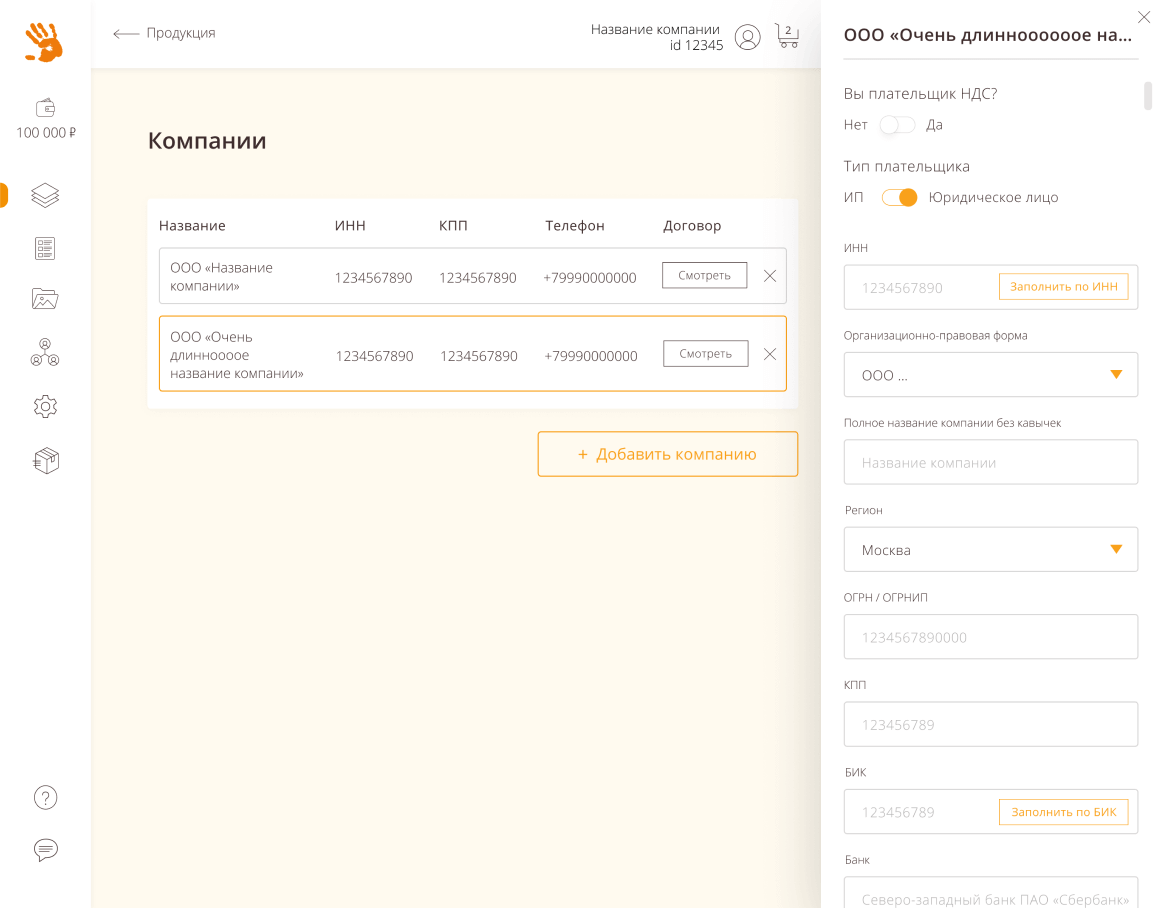 Продукция
Название компании
id 12345
2
100 000 ₽
Компании
Название ИНН КПП Телефон Договор
ООО «Название
компании»
1234567890 1234567890 +79990000000 Смотреть
ООО «Очень
длинноооое
название компании»
1234567890 1234567890 +79990000000 Смотреть
+ Добавить компанию
?
ООО «Очень длинноооооое на...
Вы плательщик НДС?
Нет Да
Тип плательщика
ИП Юридическое лицо
ИНН
1234567890 Заполнить по ИНН
Организационно-правовая форма
ООО ...
Полное название компании без кавычек
Название компании
Регион
Москва
ОГРН / ОГРНИП
1234567890000
КПП
123456789
БИК
123456789 Заполнить по БИК
Банк
Северо-западный банк ПАО «Сбербанк»